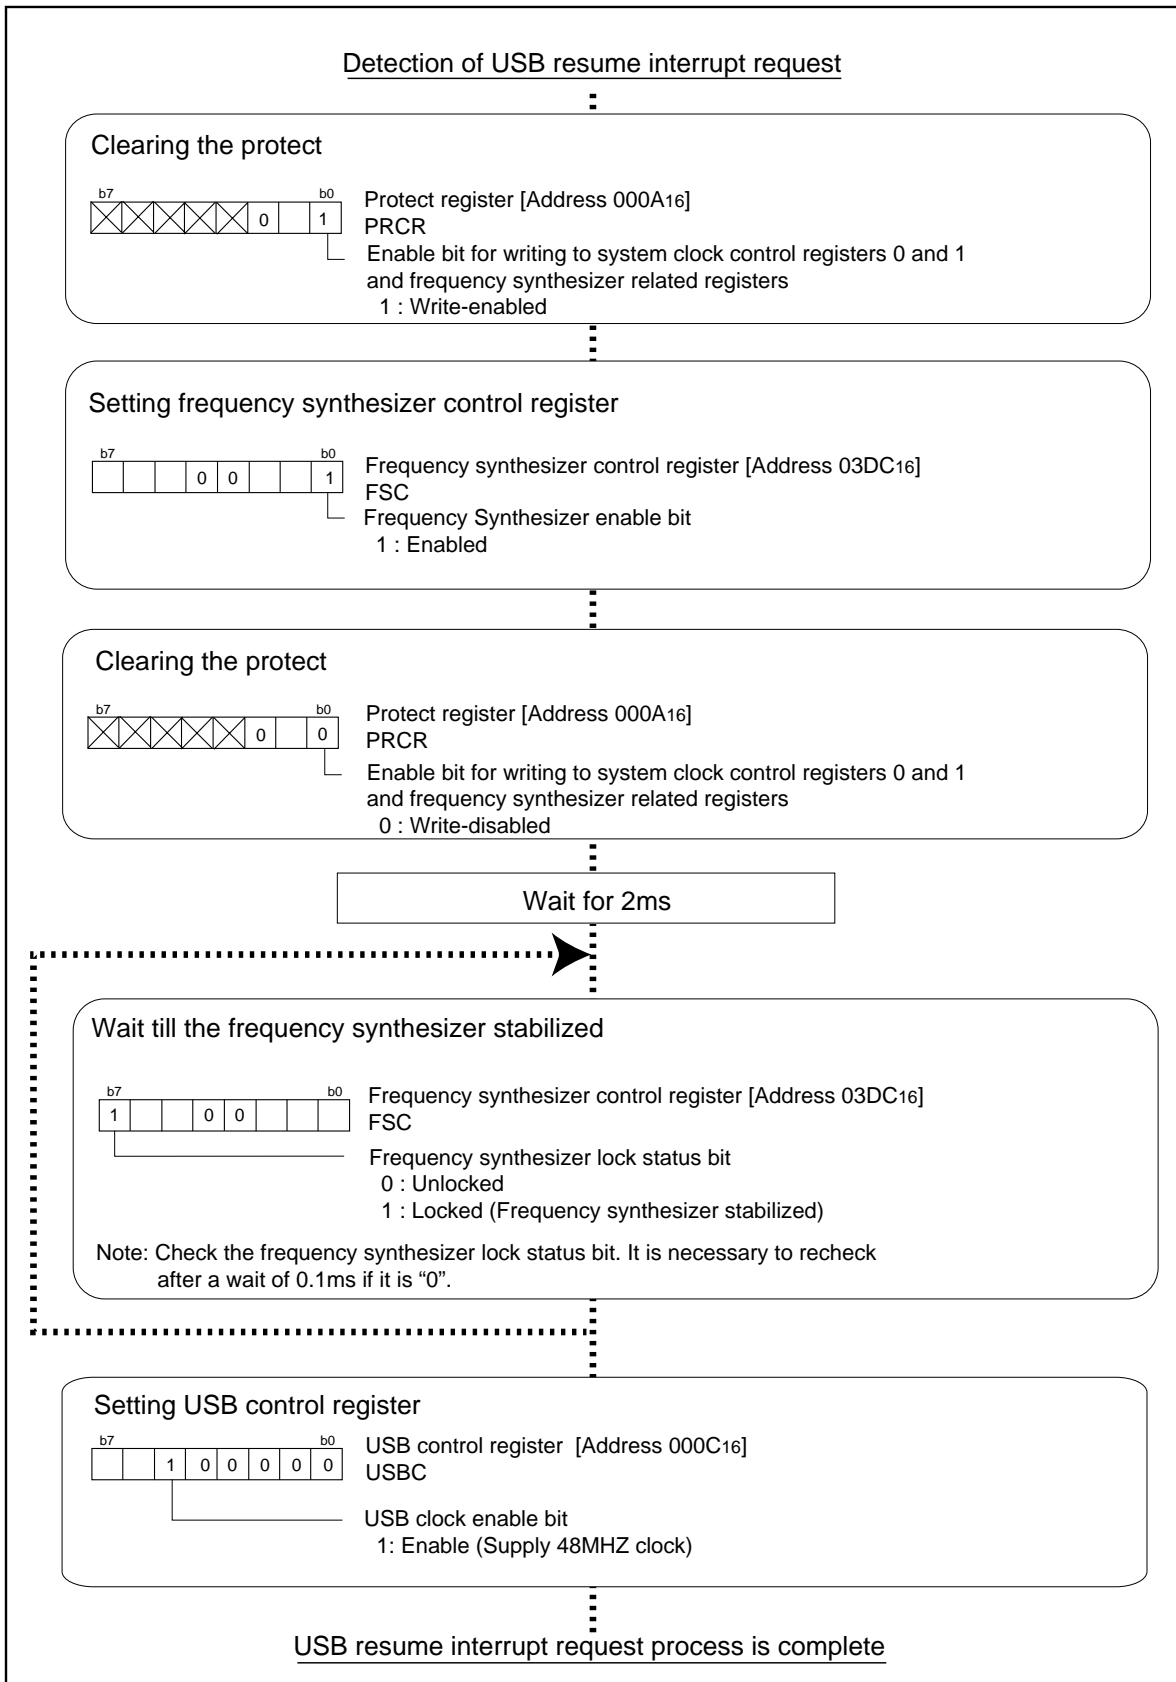 Detection of USB resume interrupt request
Clearing the protect
b7 b0
0 1
Protect register [Address 000A16]
PRCR
Enable bit for writing to system clock control registers 0 and 1
and frequency synthesizer related registers
1 : Write-enabled
Setting frequency synthesizer control register
b7 b0
0 0 1
Frequency synthesizer control register [Address 03DC16]
FSC
Frequency Synthesizer enable bit
1 : Enabled
Clearing the protect
b7 b0
0 0
Protect register [Address 000A16]
PRCR
Enable bit for writing to system clock control registers 0 and 1
and frequency synthesizer related registers
0 : Write-disabled
Wait for 2ms
Wait till the frequency synthesizer stabilized
b7 b0
1 0 0
Frequency synthesizer control register [Address 03DC16]
FSC
Frequency synthesizer lock status bit
0 : Unlocked
1 : Locked (Frequency synthesizer stabilized)
Note: Check the frequency synthesizer lock status bit. It is necessary to recheck
after a wait of 0.1ms if it is “0”.
Setting USB control register
b7 b0
1 0 0 0 0 0
USB control register [Address 000C16]
USBC
USB clock enable bit
1: Enable (Supply 48MHZ clock)
USB resume interrupt request process is complete